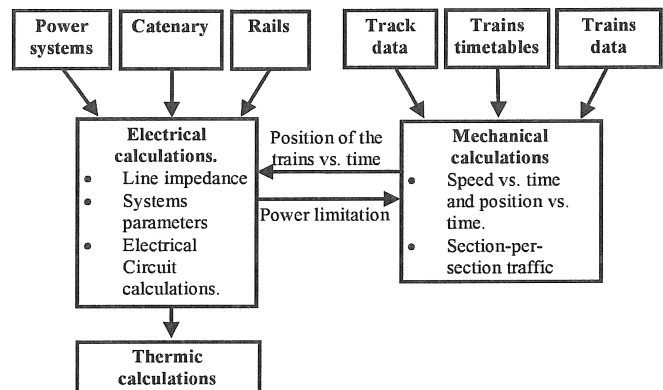 Power
systems
Catenary
Rails
Track
data
Trains
timetables
Trains
data
Electrical
calculations.
• Line impedance
• Systems
parameters
• Electrical
Circuit
calculations.
Position of the
trains vs. time
Power limitation
Mechanical
calculations
• Speed vs. time
and position vs.
time.
• Section-per-
section traffic
Thermic
calculations